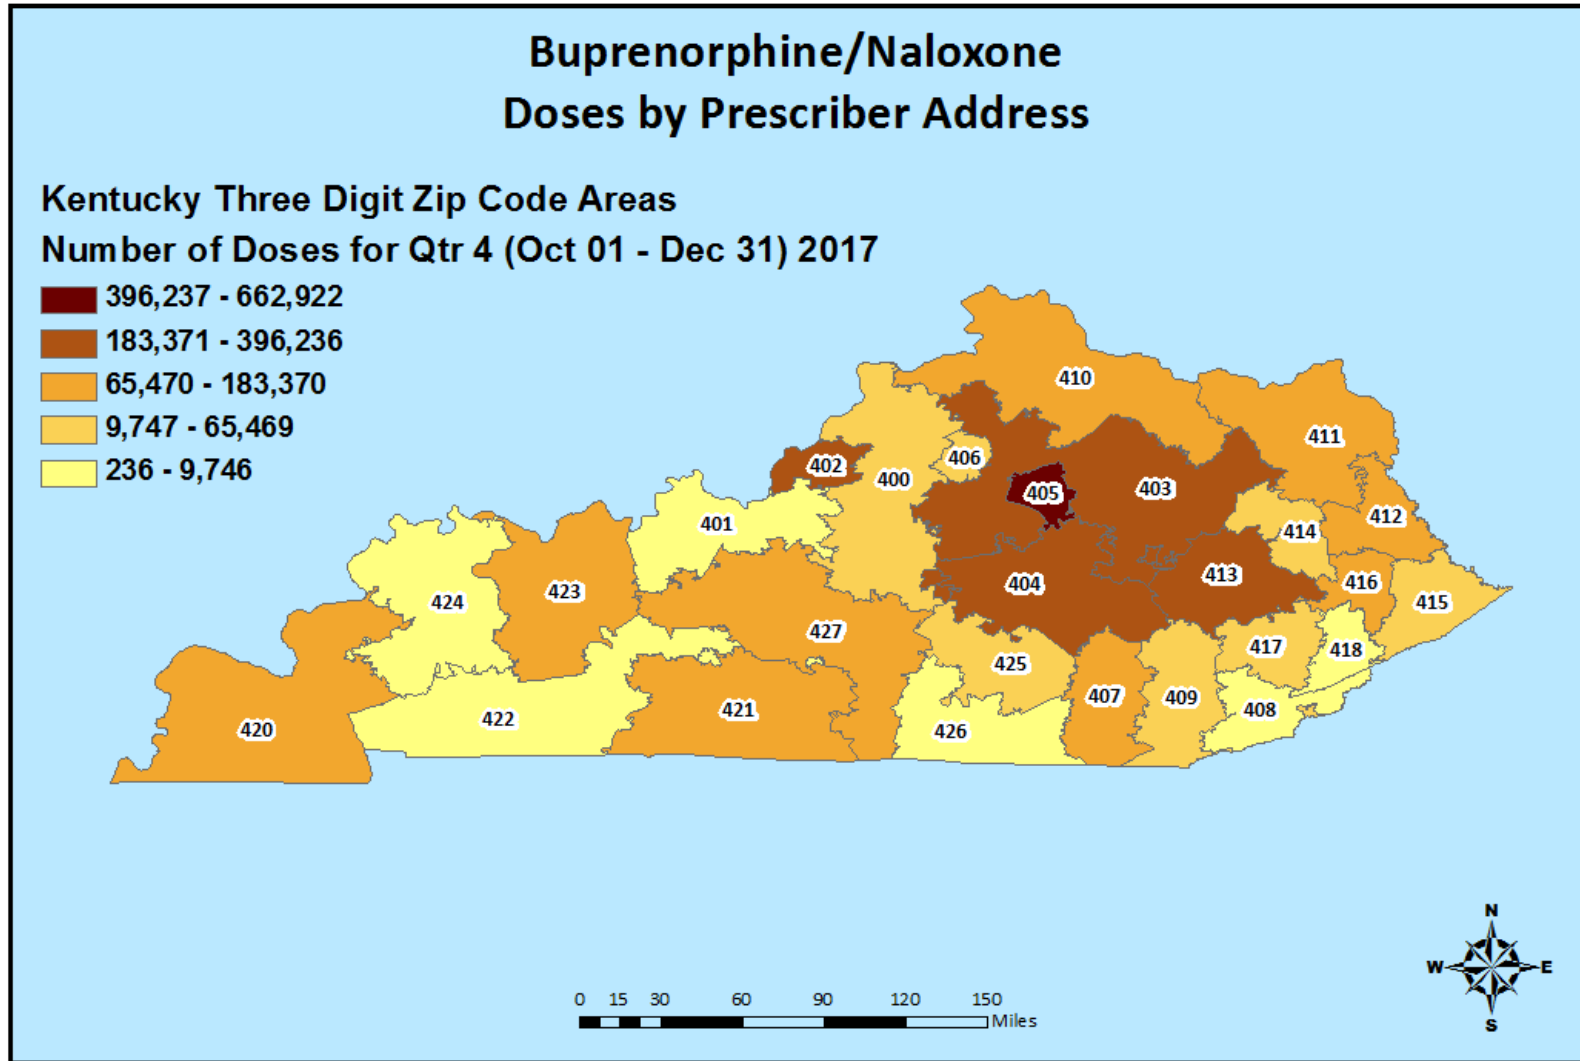 Buprenorphine/Naloxone
Doses by Prescriber Address
Kentucky Three Digit Zip Code Areas
Number of Doses for Qtr 4 (Oct 01 - Dec 31) 2017
396,237 - 662,922
183,371 - 396,236
65,470 - 183,370
9,747 - 65,469
236 - 9,746
410
411
406
402
400
405
403
412
401
414
404
413
416
415
424
423
427
425
417
418
420
422
421
426
407
409
408
N
W E
S
0 15 30 60 90 120 150
Miles